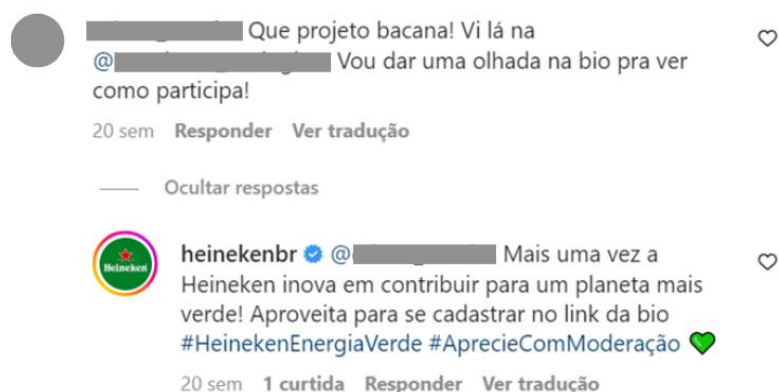 Que projeto bacana! Vi lá na
@ Vou dar uma olhada na bio pra ver
como participa!
20 sem Responder Ver tradução
Ocultar respostas
Heineken
heinekenbr @ Mais uma vez a
Heineken inova em contribuir para um planeta mais
verde! Aproveita para se cadastrar no link da bio
#HeinekenEnergiaVerde #AprecieComModeração 💚
20 sem 1 curtida Responder Ver tradução